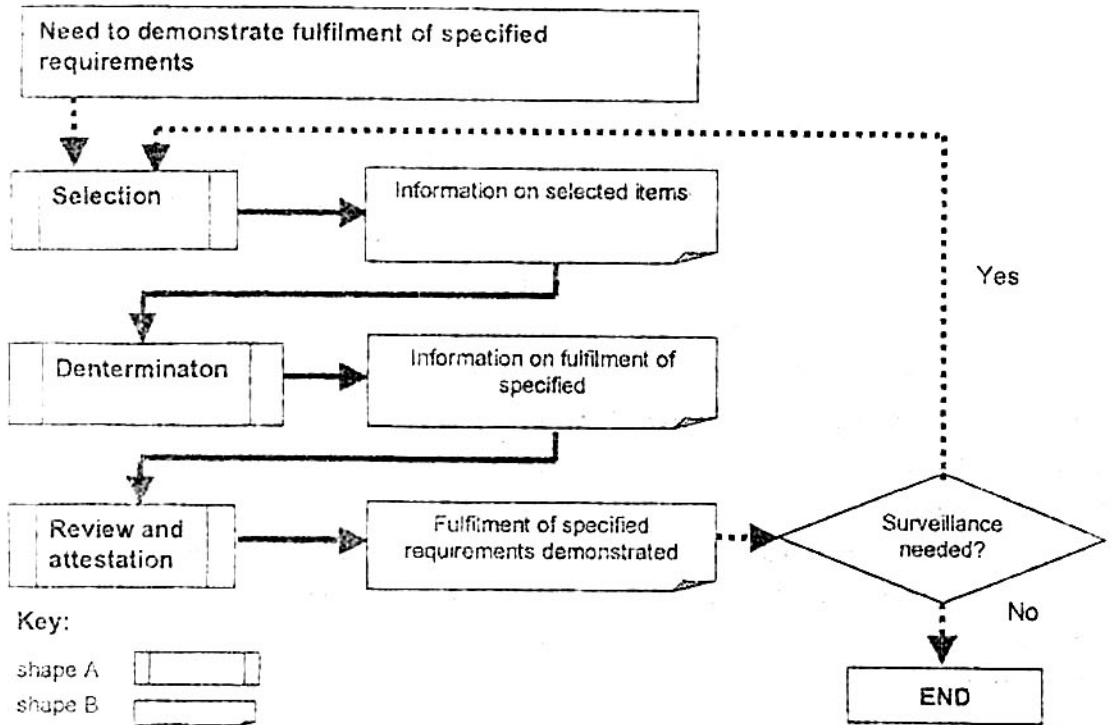 Need to demonstrate fulfilment of specified
requirements
Selection
Information on selected items
Yes
Denterminaton
Information on fulfilment of
specified
Review and
attestation
Fulfilment of specified
requirements demonstrated
Surveillance
needed?
No
END
Key:
shape A
shape B